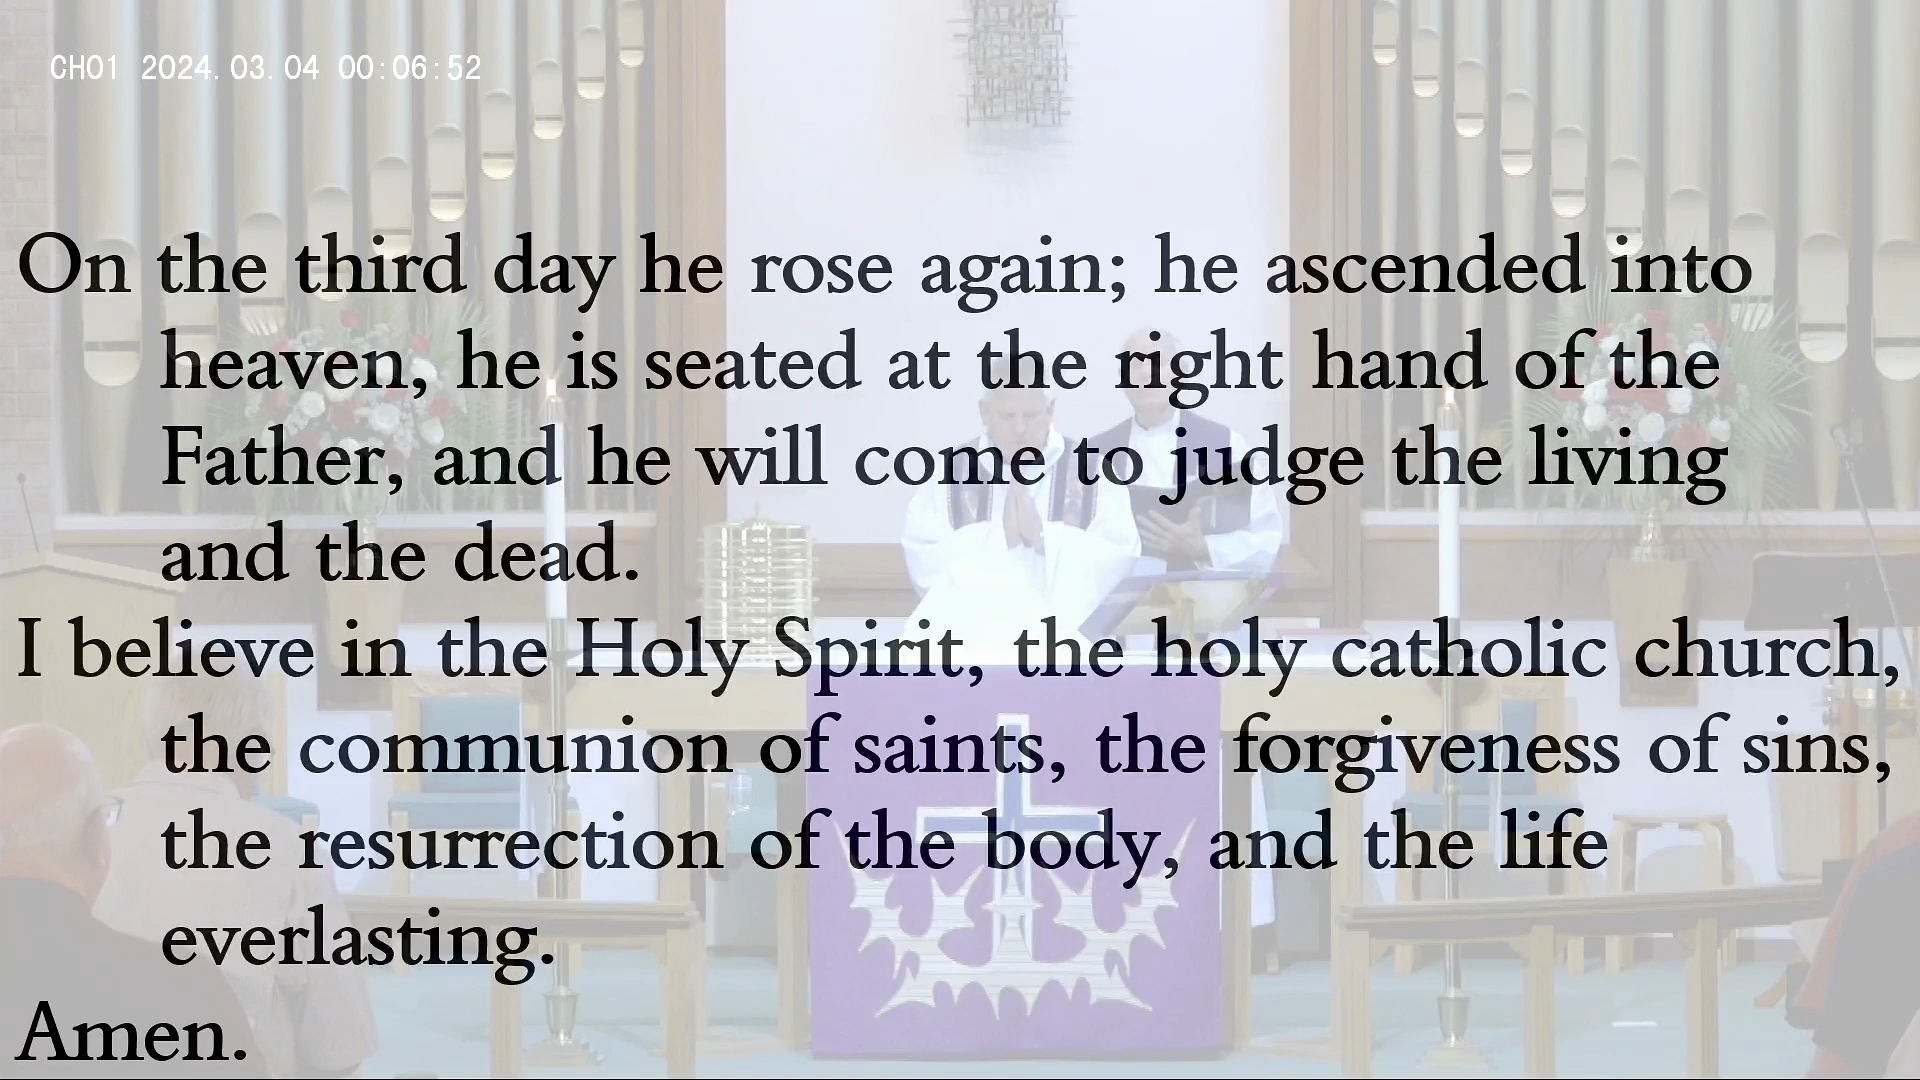 CH01 2024.03.04 00:06:52
On the third day he rose again; he ascended into
heaven, he is seated at the right hand of the
Father, and he will come to judge the living
and the dead.
I believe in the Holy Spirit, the holy catholic church,
the communion of saints, the forgiveness of sins,
the resurrection of the body, and the life
everlasting.
Amen.